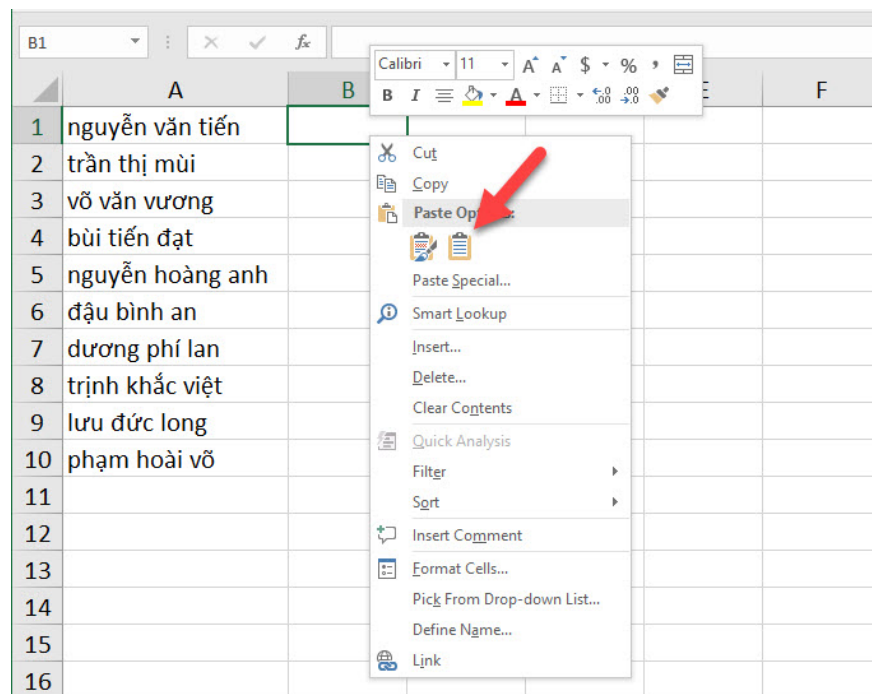 B1
fx
Calibri 11 A A $ % ,
B I A .00 .00
A B E F
1 nguyễn văn tiến
2 trần thị mùi
3 võ văn vương
4 bùi tiến đạt
5 nguyễn hoàng anh
6 đậu bình an
7 dương phí lan
8 trịnh khắc việt
9 lưu đức long
10 phạm hoài võ
11
12
13
14
15
16
Cut
Copy
Paste Options:
Paste Special...
Smart Lookup
Insert...
Delete...
Clear Contents
Quick Analysis
Filter
Sort
Insert Comment
Format Cells...
Pick From Drop-down List...
Define Name...
Link